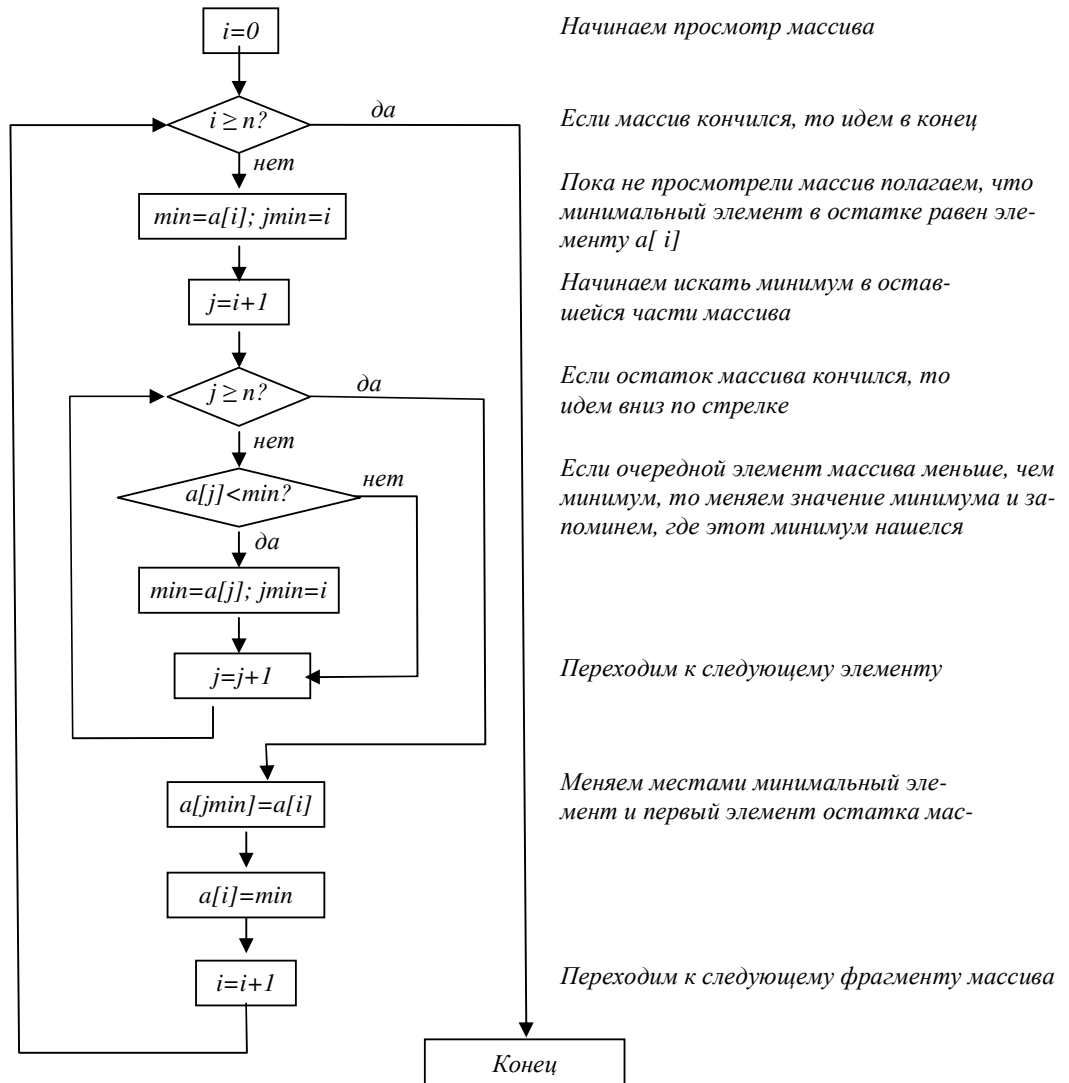 i=0
Начинаем просмотр массива
i ≥ n?
да
Если массив кончился, то идем в конец
нет
min=a[i]; jmin=i
Пока не просмотрели массив полагаем, что
минимальный элемент в остатке равен эле-
менту a[ i]
j=i+1
Начинаем искать минимум в остав-
шейся части массива
j ≥ n?
да
Если остаток массива кончился, то
идем вниз по стрелке
нет
a[j]<min?
нет
Если очередной элемент массива меньше, чем
минимум, то меняем значение минимума и за-
поминем, где этот минимум нашелся
да
min=a[j]; jmin=i
j=j+1
Переходим к следующему элементу
a[jmin]=a[i]
Меняем местами минимальный эле-
мент и первый элемент остатка мас-
a[i]=min
i=i+1
Переходим к следующему фрагменту массива
Конец